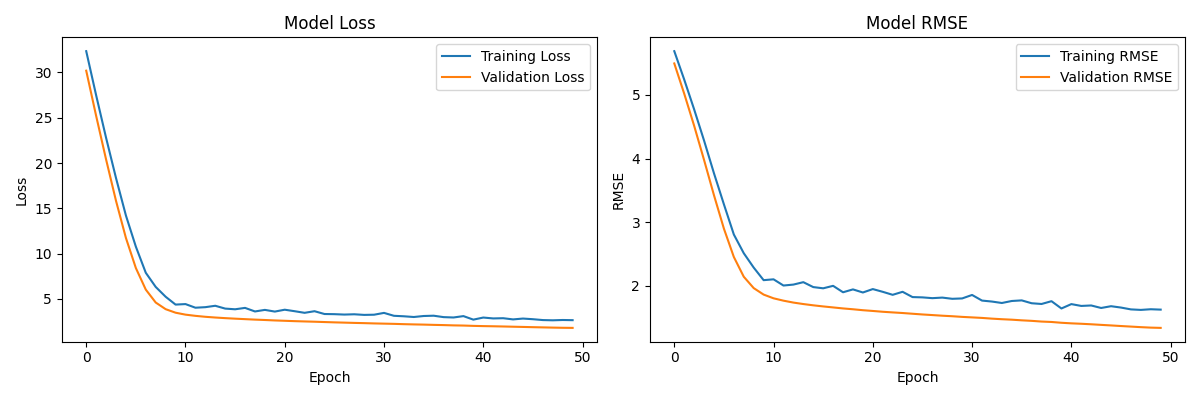 Model Loss
Training Loss
Validation Loss
Loss
30
25
20
15
10
5
0
10
20
30
40
50
Epoch
Model RMSE
Training RMSE
Validation RMSE
RMSE
5
4
3
2
0
10
20
30
40
50
Epoch